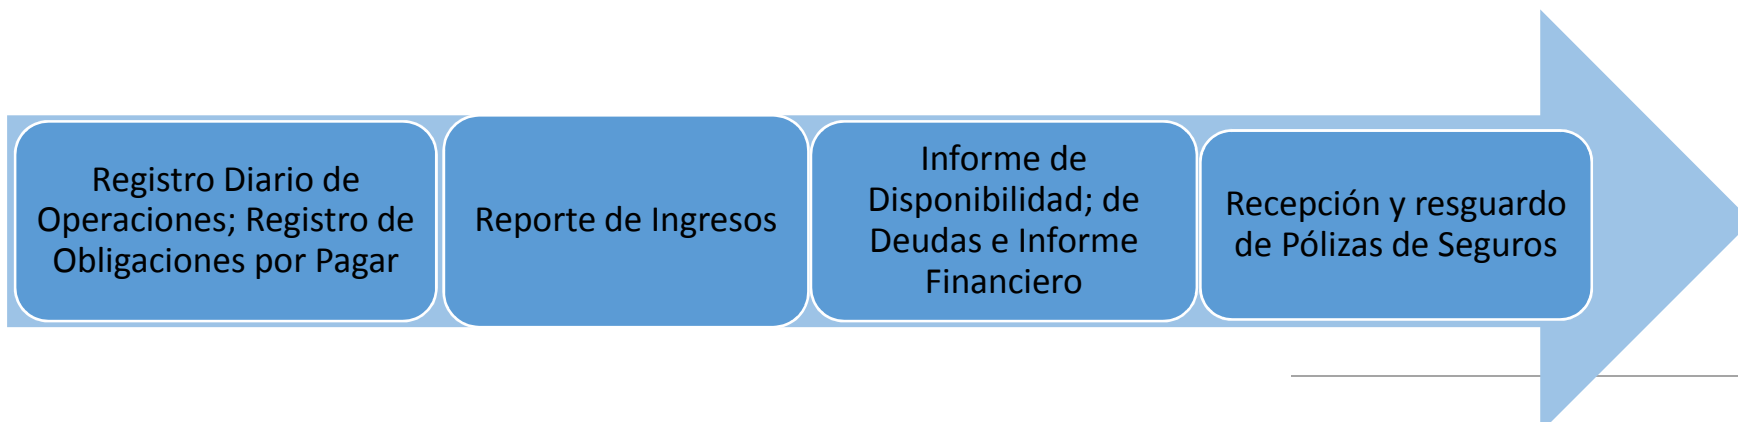 Registro Diario de
Operaciones; Registro de
Obligaciones por Pagar
Reporte de Ingresos
Informe de
Disponibilidad; de
Deudas e Informe
Financiero
Recepción y resguardo
de Pólizas de Seguros